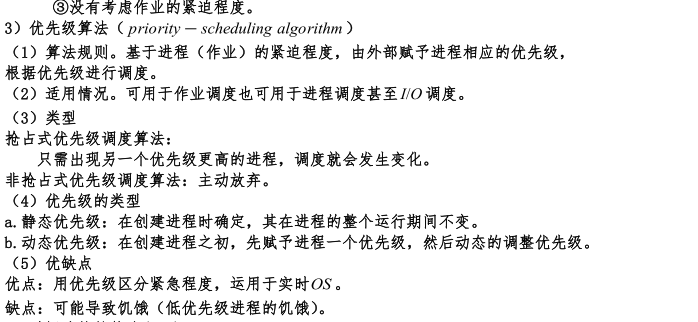 ③没有考虑作业的紧迫程度。
3）优先级算法（priority－scheduling algorithm）
（1）算法规则。基于进程（作业）的紧迫程度，由外部赋予进程相应的优先级，
根据优先级进行调度。
（2）适用情况。可用于作业调度也可用于进程调度甚至I/O调度。
（3）类型
抢占式优先级调度算法：
只需出现另一个优先级更高的进程，调度就会发生变化。
非抢占式优先级调度算法：主动放弃。
（4）优先级的类型
a.静态优先级：在创建进程时确定，其在进程的整个运行期间不变。
b.动态优先级：在创建进程之初，先赋予进程一个优先级，然后动态的调整优先级。
（5）优缺点
优点：用优先级区分紧急程度，运用于实时OS。
缺点：可能导致饥饿（低优先级进程的饥饿）。